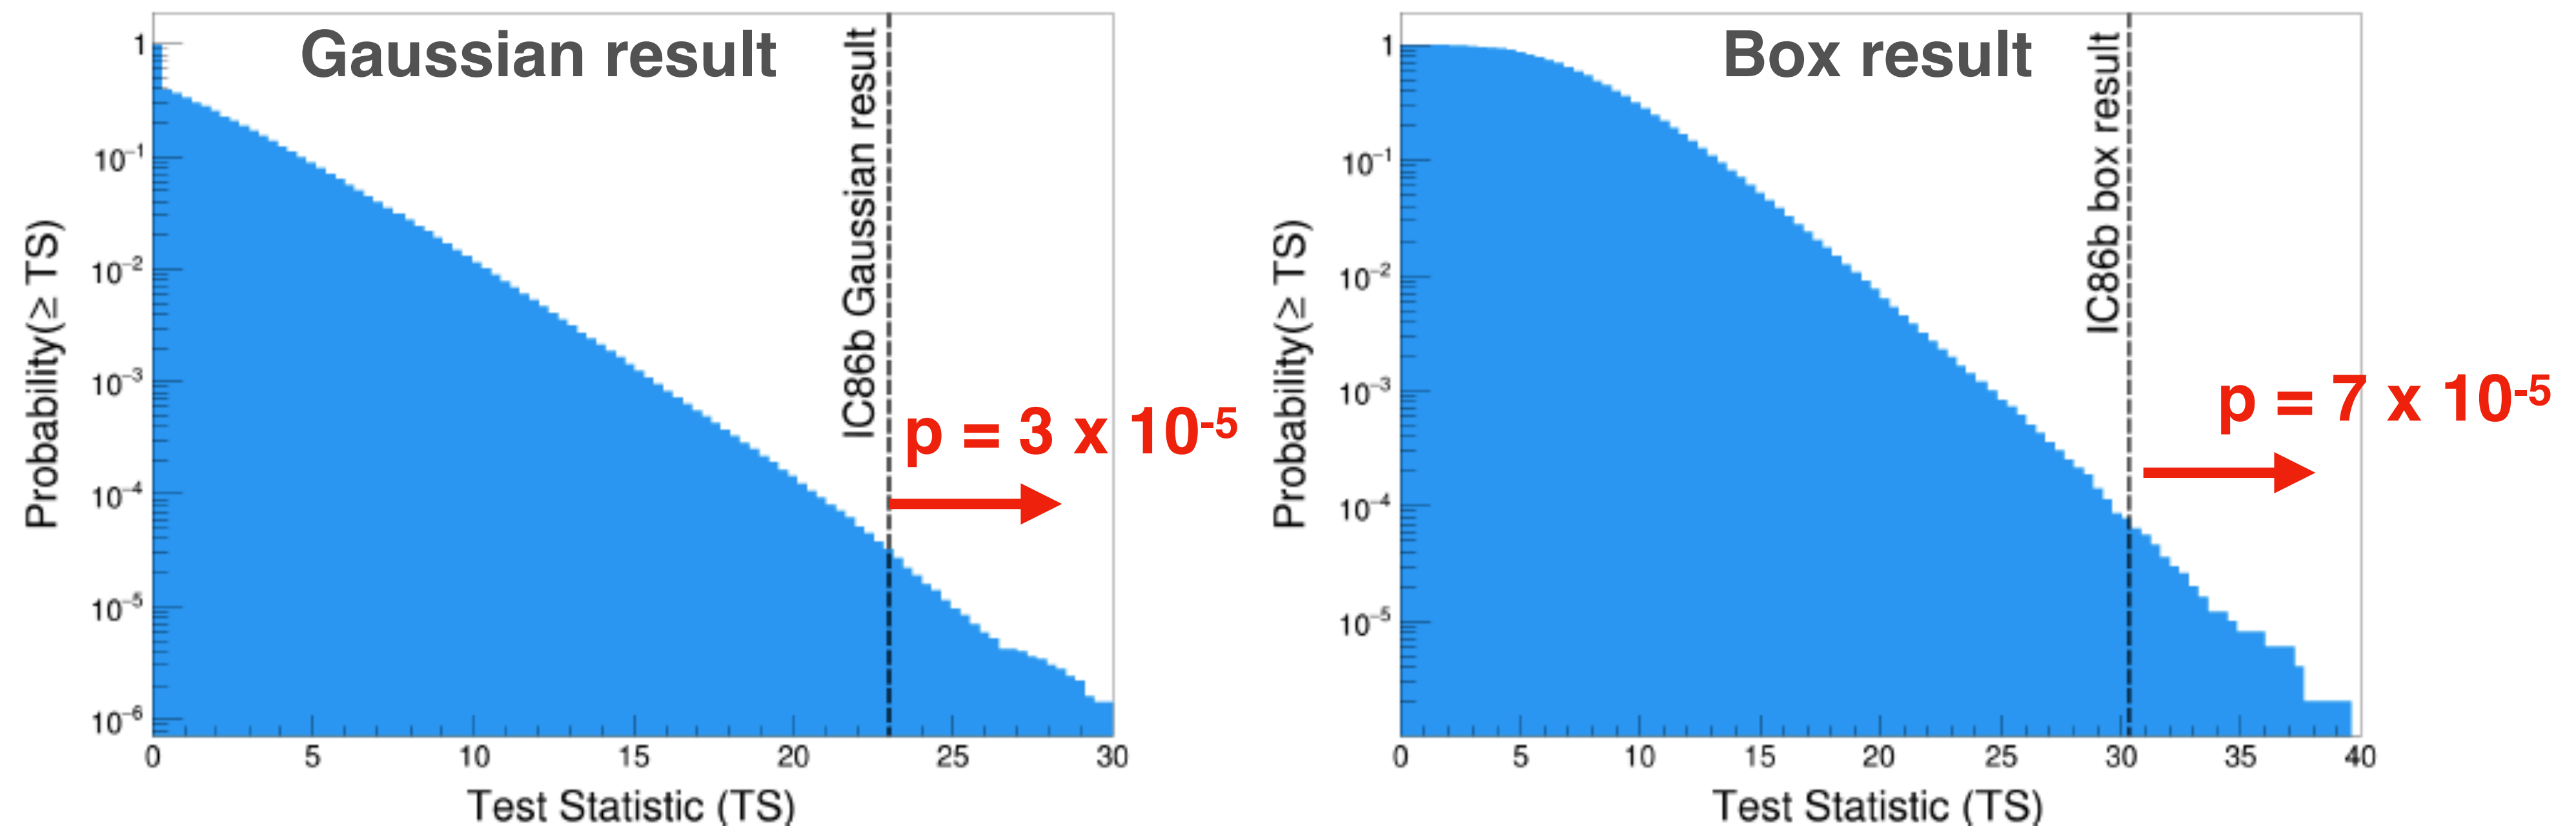 Gaussian result
IC86b Gaussian result
p = 3 x 10⁻⁵
Probability(≥ TS)
1
10⁻¹
10⁻²
10⁻³
10⁻⁴
10⁻⁵
10⁻⁶
0 5 10 15 20 25 30
Test Statistic (TS)
Box result
IC86b box result
p = 7 x 10⁻⁵
Probability(≥ TS)
1
10⁻¹
10⁻²
10⁻³
10⁻⁴
10⁻⁵
0 5 10 15 20 25 30 35 40
Test Statistic (TS)